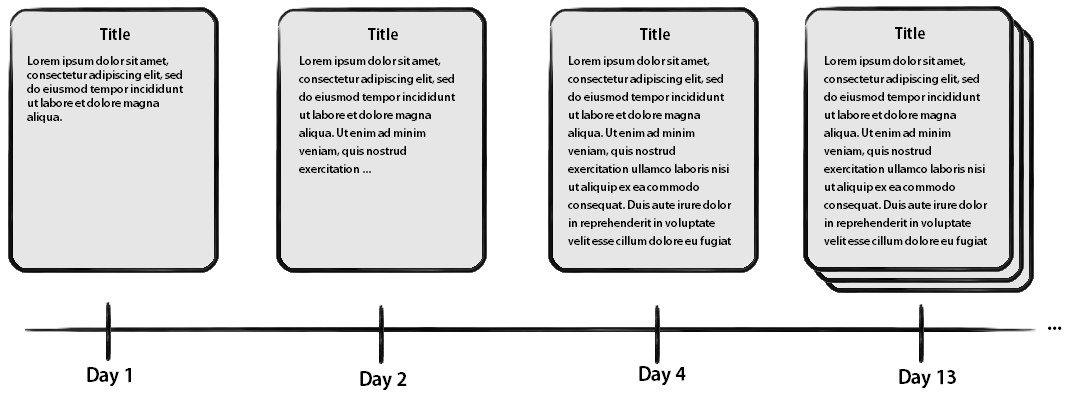 Title
Lorem ipsum dolor sit amet,
consectetur adipiscing elit, sed
do eiusmod tempor incididunt
ut labore et dolore magna
aliqua.
Title
Lorem ipsum dolor sit amet,
consectetur adipiscing elit, sed
do eiusmod tempor incididunt
ut labore et dolore magna
aliqua. Ut enim ad minim
veniam, quis nostrud
exercitation ...
Title
Lorem ipsum dolor sit amet,
consectetur adipiscing elit, sed
do eiusmod tempor incididunt
ut labore et dolore magna
aliqua. Ut enim ad minim
veniam, quis nostrud
exercitation ullamco laboris nisi
ut aliquip ex ea commodo
consequat. Duis aute irure dolor
in reprehenderit in voluptate
velit esse cillum dolore eu fugiat
Title
Lorem ipsum dolor sit amet,
consectetur adipiscing elit, sed
do eiusmod tempor incididunt
ut labore et dolore magna
aliqua. Ut enim ad minim
veniam, quis nostrud
exercitation ullamco laboris nisi
ut aliquip ex ea commodo
consequat. Duis aute irure dolor
in reprehenderit in voluptate
velit esse cillum dolore eu fugiat
...
Day 1
Day 2
Day 4
Day 13